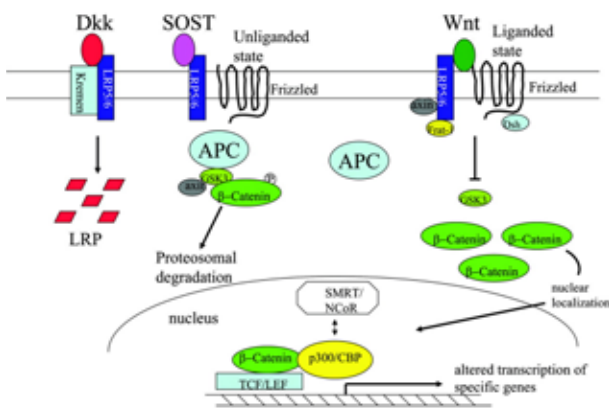 Dkk
SOST
Wnt
Unliganded
state
Liganded
state
Kremen
LRP5/6
LRP5/6
Frizzled
LRP5/6
Frizzled
axin
Dsh
APC
GSK3
axin
P
β-Catenin
APC
GSK3
LRP
β-Catenin
β-Catenin
β-Catenin
Proteosomal
degradation
nuclear
localization
SMRT/
NCoR
nucleus
β-Catenin
p300/CBP
TCF/LEF
altered transcription of
specific genes